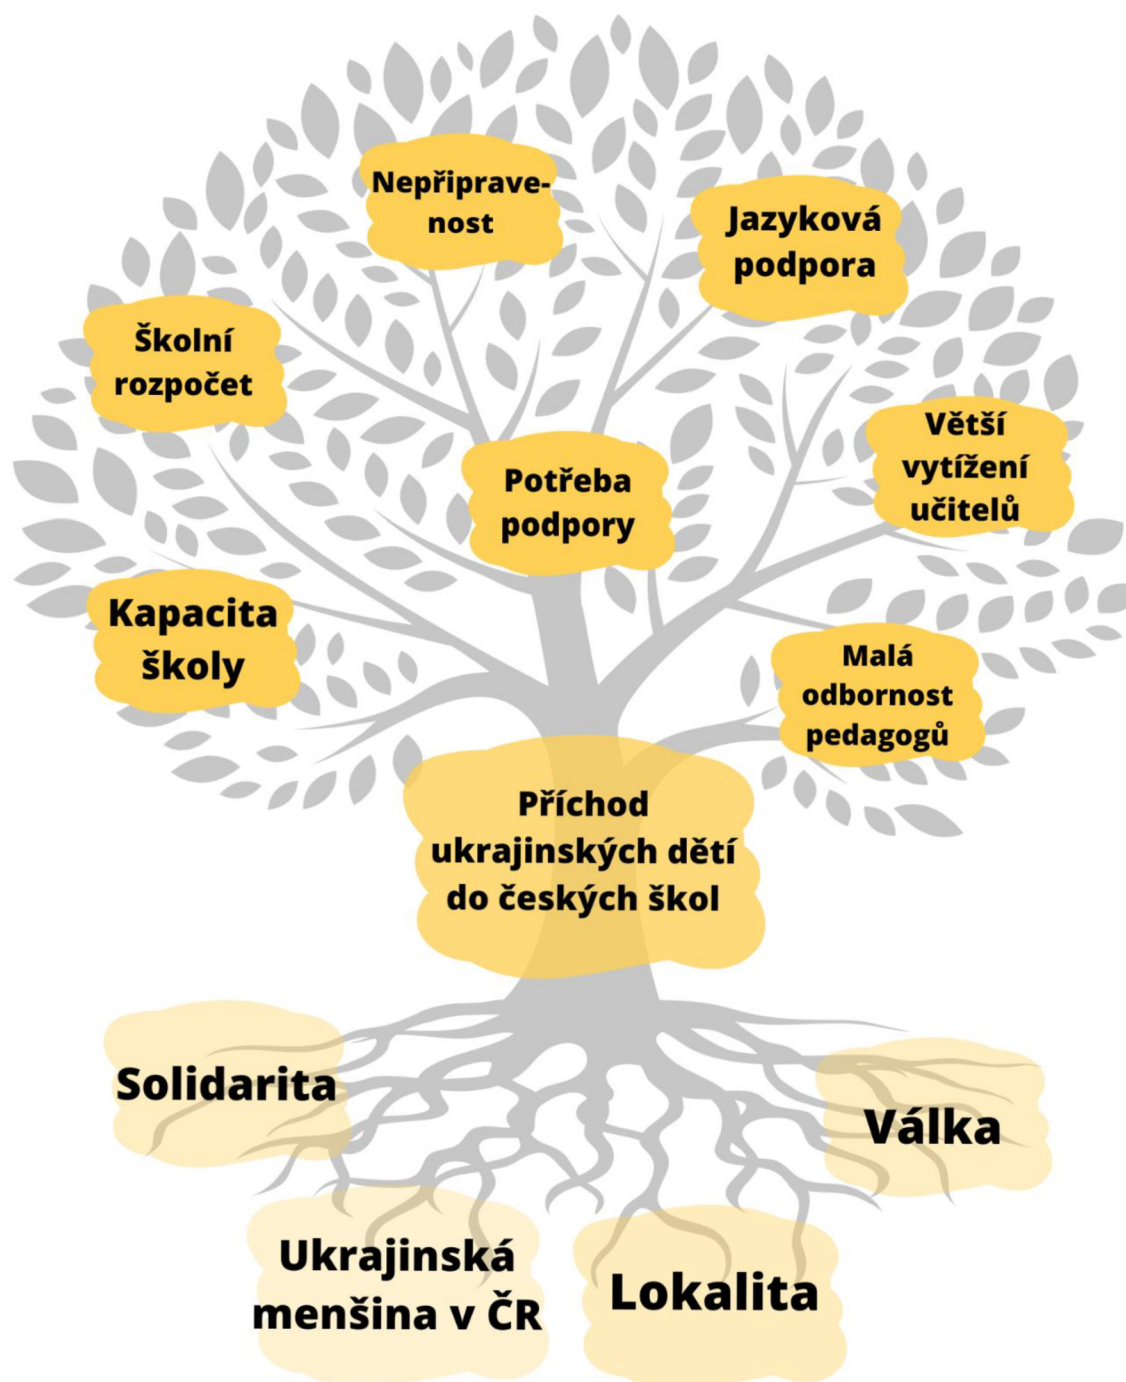 Nepřiprave-
nost
Jazyková
podpora
Školní
rozpočet
Větší
vytížení
učitelů
Potřeba
podpory
Kapacita
školy
Malá
odbornost
pedagogů
Příchod
ukrajinských dětí
do českých škol
Solidarita
Válka
Ukrajinská
menšina v ČR
Lokalita